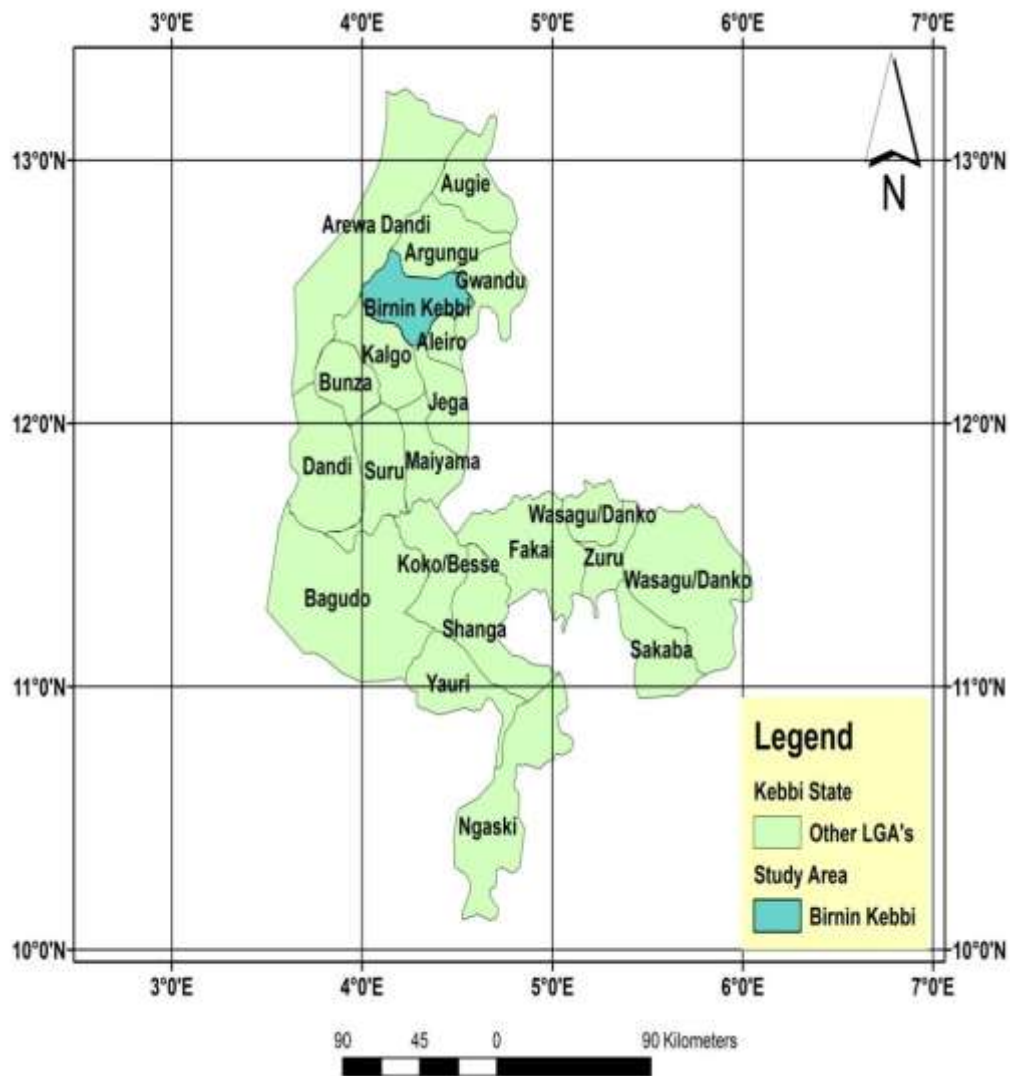 3°0'E 4°0'E 5°0'E 6°0'E 7°0'E
13°0'N 13°0'N
Augie
Arewa Dandi
Argungu
Gwandu
Birnin Kebbi
Aleiro
Kalgo
Bunza
Jega
12°0'N 12°0'N
Maiyama
Dandi
Suru
Wasagu/Danko
Fakai
Zuru
Koko/Besse
Wasagu/Danko
Bagudo
Shanga
Sakaba
Yauri
11°0'N 11°0'N
Ngaski
N
Legend
Kebbi State
Other LGA's
Study Area
Birnin Kebbi
10°0'N 10°0'N
3°0'E 4°0'E 5°0'E 6°0'E 7°0'E
90 45 0 90 Kilometers